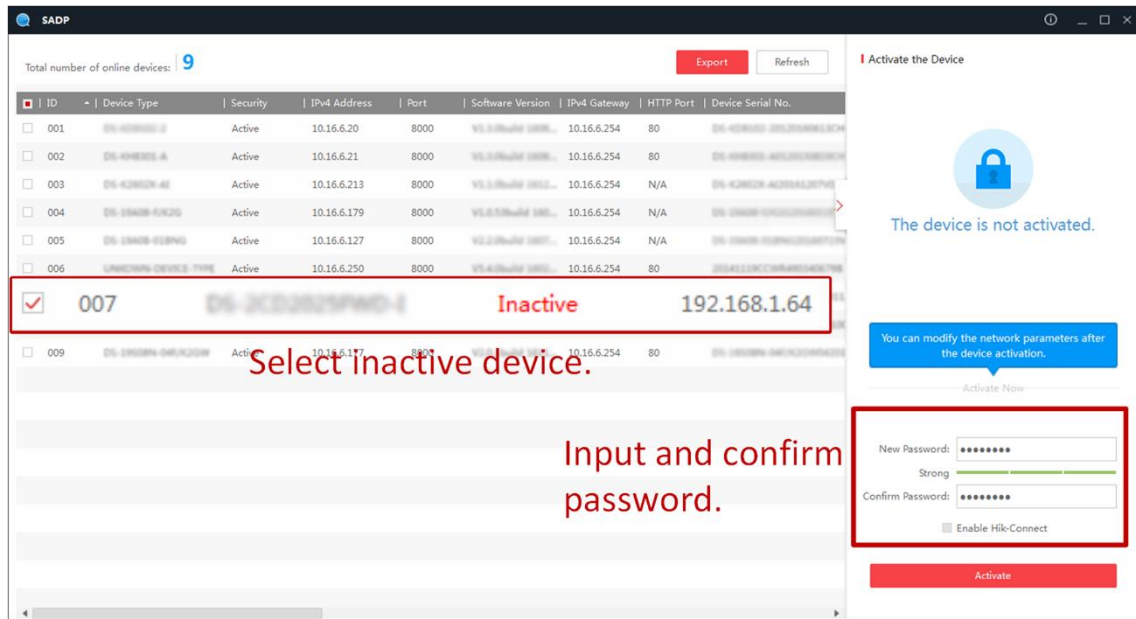 SADP
Total number of online devices: 9
Export
Refresh
ID | Device Type | Security | IPv4 Address | Port | Software Version | IPv4 Gateway | HTTP Port | Device Serial No.
001 Active 10.16.6.20 8000 10.16.6.254 80
002 Active 10.16.6.21 8000 10.16.6.254 80
003 Active 10.16.6.213 8000 10.16.6.254 N/A
004 Active 10.16.6.179 8000 10.16.6.254 N/A
005 Active 10.16.6.127 8000 10.16.6.254 N/A
006 Active 10.16.6.250 8000 10.16.6.254 80
007 Inactive 192.168.1.64
009 Active 10.16.6.177 8000 10.16.6.254 80
Select inactive device.
Input and confirm
password.
Activate the Device
The device is not activated.
You can modify the network parameters after
the device activation.
Activate Now
New Password:
Strong
Confirm Password:
Enable Hik-Connect
Activate